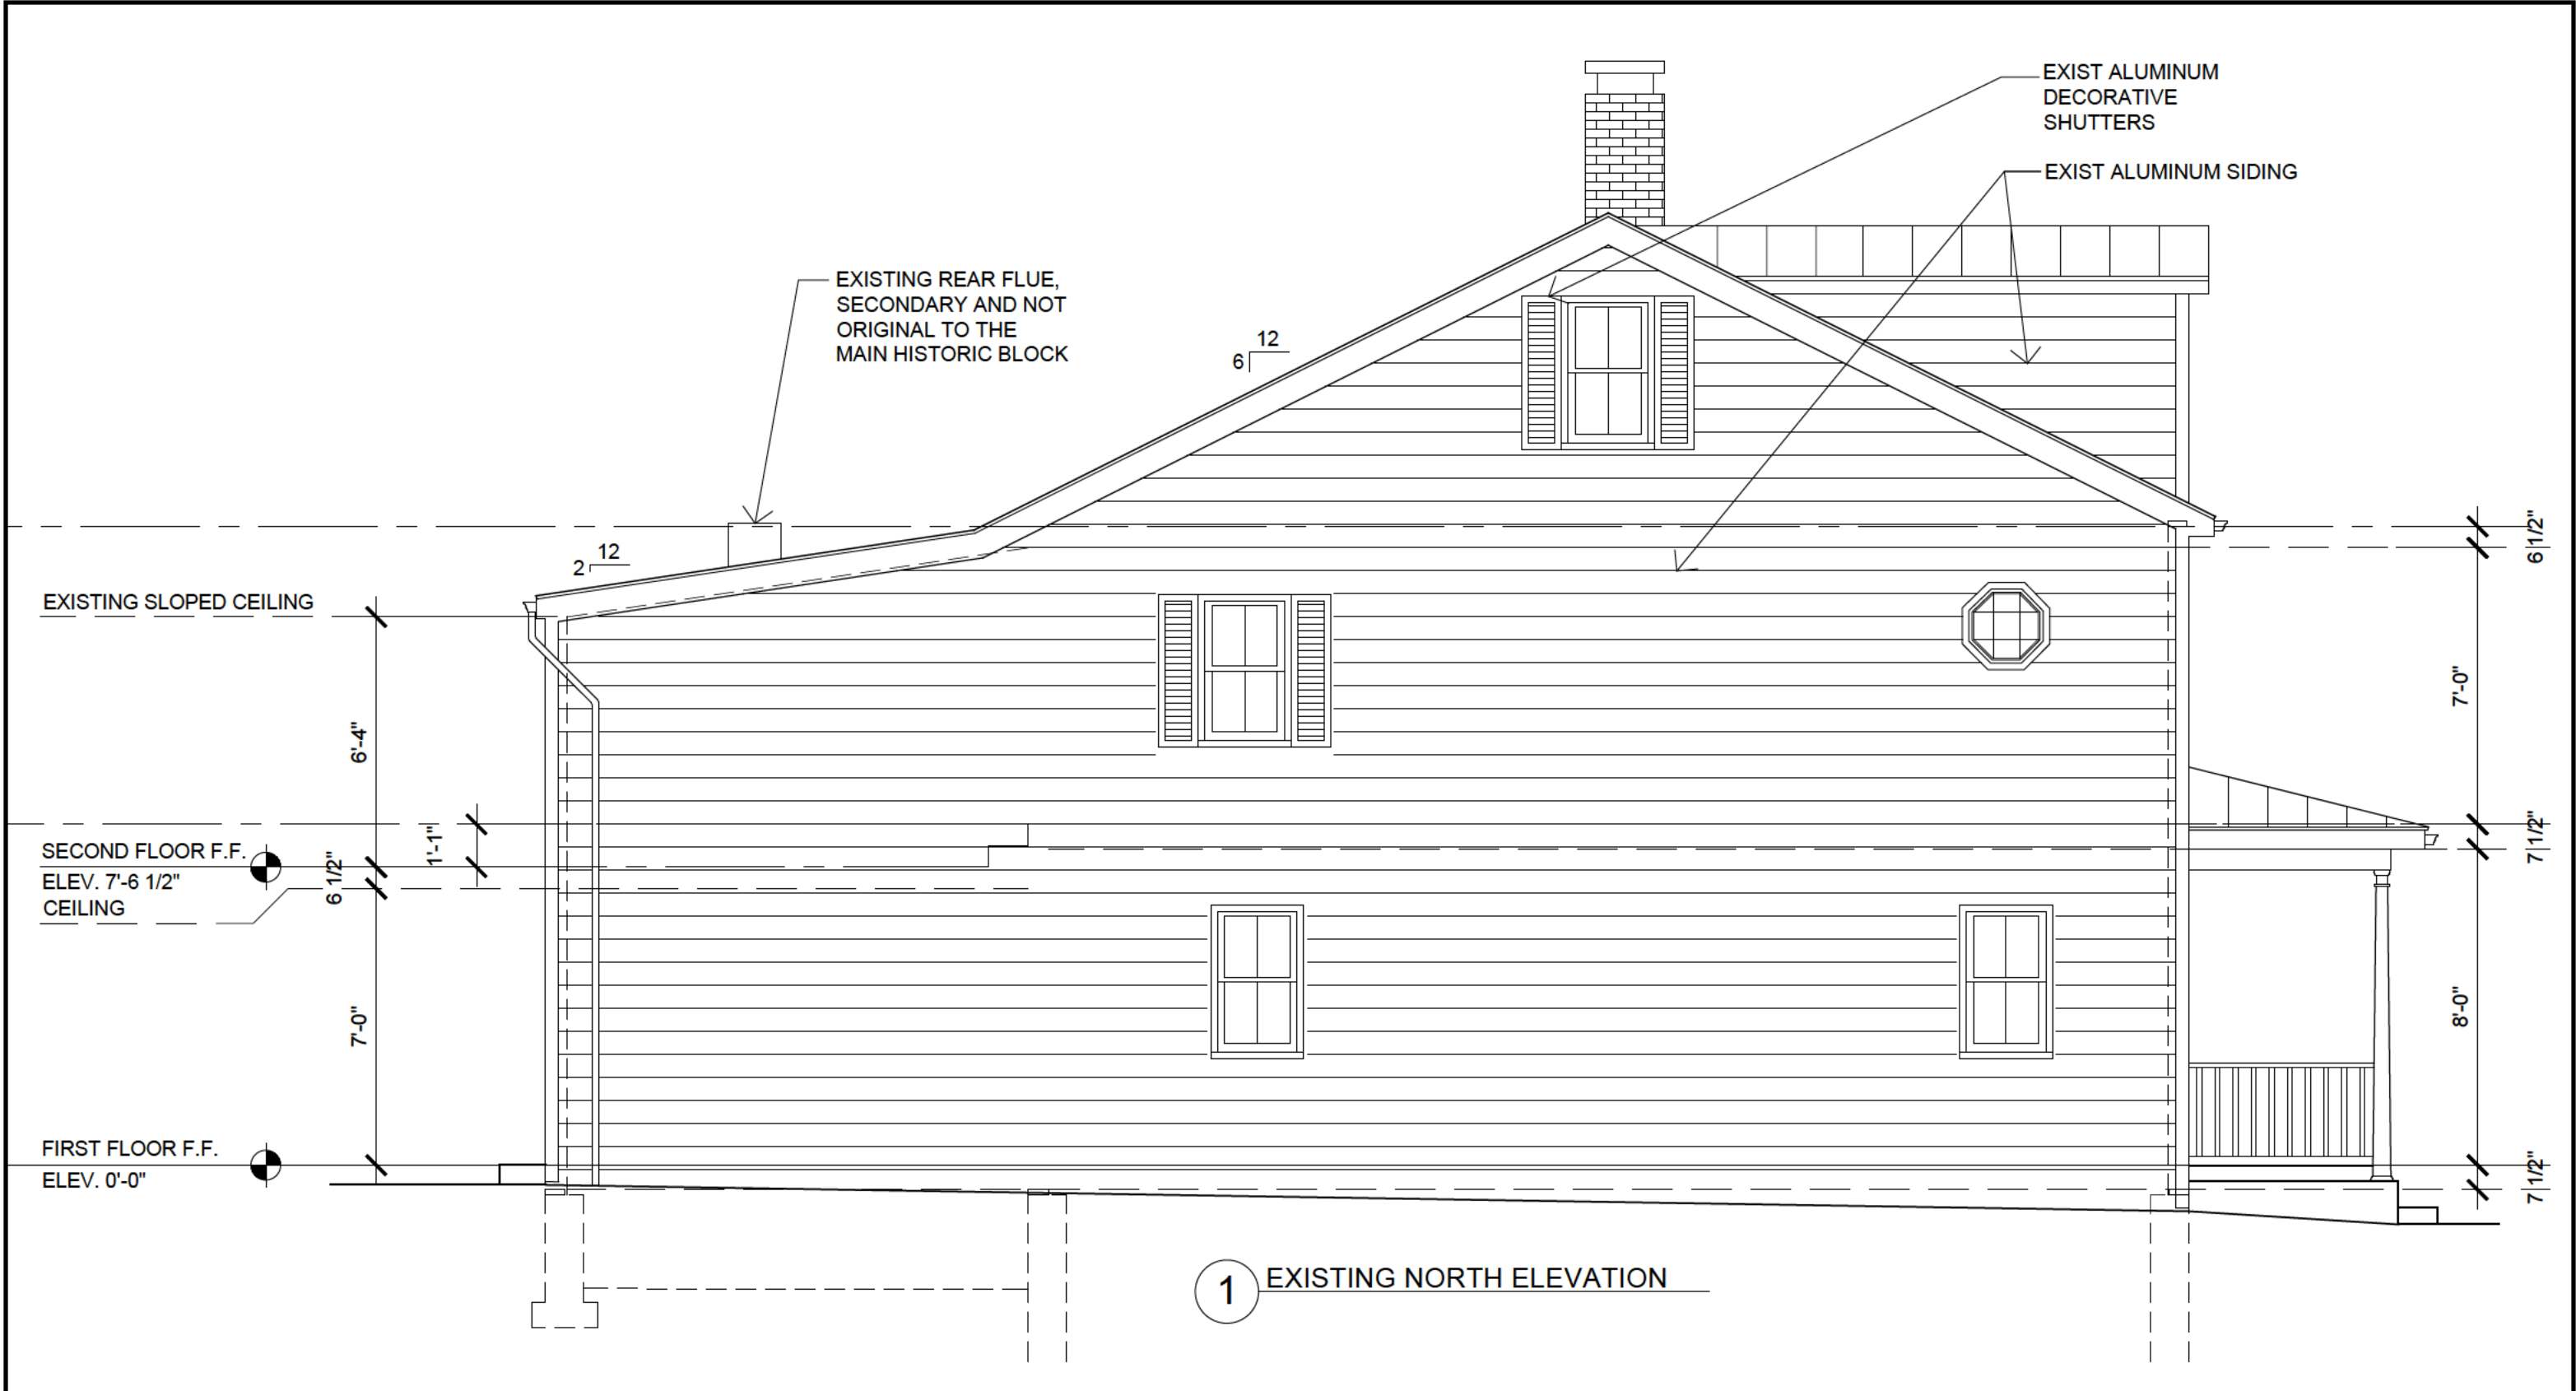 EXIST ALUMINUM
DECORATIVE
SHUTTERS
EXIST ALUMINUM SIDING
EXISTING REAR FLUE,
SECONDARY AND NOT
ORIGINAL TO THE
MAIN HISTORIC BLOCK
12
6
12
2
EXISTING SLOPED CEILING
6 1/2"
7'-0"
6'-4"
1'-1"
SECOND FLOOR F.F.
ELEV. 7'-6 1/2"
CEILING
6 1/2"
7 1/2"
7'-0"
8'-0"
FIRST FLOOR F.F.
ELEV. 0'-0"
7 1/2"
1 EXISTING NORTH ELEVATION